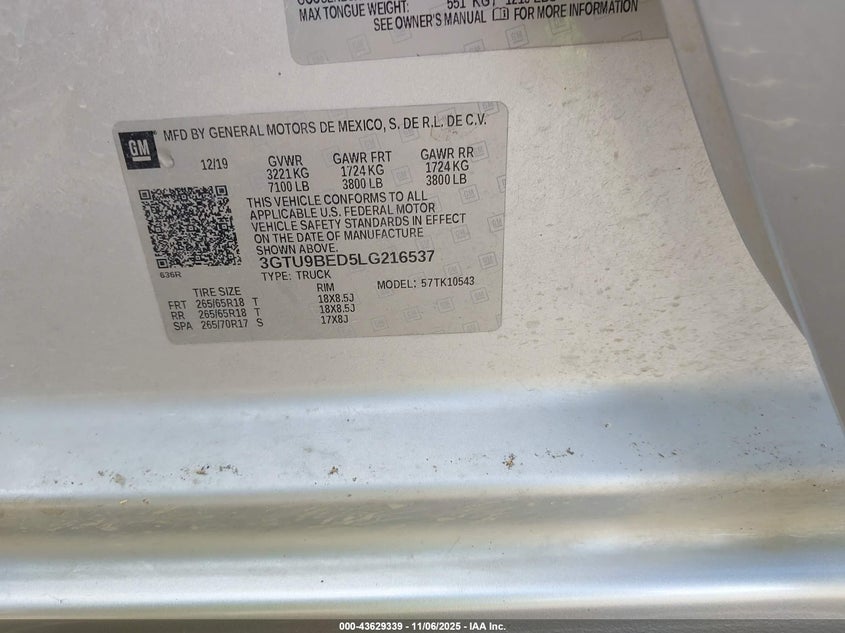 MAX TONGUE WEIGHT: 551 KG
SEE OWNER'S MANUAL FOR MORE INFORMATION
GM
MFD BY GENERAL MOTORS DE MEXICO, S. DE R.L. DE C.V.
12/19 GVWR GAWR FRT GAWR RR
3221 KG 1724 KG 1724 KG
7100 LB 3800 LB 3800 LB
THIS VEHICLE CONFORMS TO ALL
APPLICABLE U.S. FEDERAL MOTOR
VEHICLE SAFETY STANDARDS IN EFFECT
ON THE DATE OF MANUFACTURE
SHOWN ABOVE.
3GTU9BED5LG216537
636R
TYPE: TRUCK
MODEL: 57TK10543
TIRE SIZE RIM
FRT 265/65R18 T 18X8.5J
RR 265/65R18 T 18X8.5J
SPA 265/70R17 S 17X8J
000-43629339 - 11/06/2025 - IAA Inc.